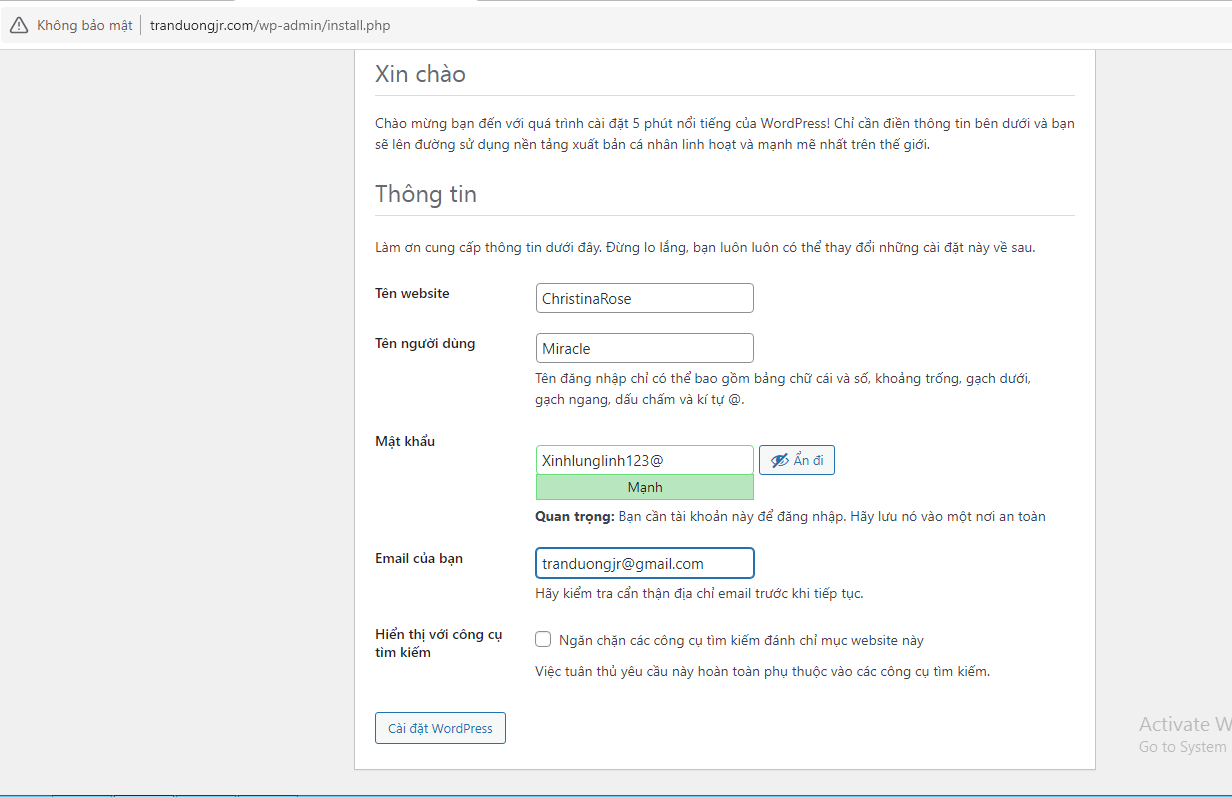 Không bảo mật tranduongjr.com/wp-admin/install.php
Xin chào
Chào mừng bạn đến với quá trình cài đặt 5 phút nổi tiếng của WordPress! Chỉ cần điền thông tin bên dưới và bạn
sẽ lên đường sử dụng nền tảng xuất bản cá nhân linh hoạt và mạnh mẽ nhất trên thế giới.
Thông tin
Làm ơn cung cấp thông tin dưới đây. Đừng lo lắng, bạn luôn luôn có thể thay đổi những cài đặt này về sau.
Tên website
ChristinaRose
Tên người dùng
Miracle
Tên đăng nhập chỉ có thể bao gồm bảng chữ cái và số, khoảng trống, gạch dưới,
gạch ngang, dấu chấm và kí tự @.
Mật khẩu
Xinhlunglinh123@
Ẩn đi
Mạnh
Quan trọng: Bạn cần tài khoản này để đăng nhập. Hãy lưu nó vào một nơi an toàn
Email của bạn
tranduongjr@gmail.com
Hãy kiểm tra cẩn thận địa chỉ email trước khi tiếp tục.
Hiển thị với công cụ
tìm kiếm
Ngăn chặn các công cụ tìm kiếm đánh chỉ mục website này
Việc tuân thủ yêu cầu này hoàn toàn phụ thuộc vào các công cụ tìm kiếm.
Cài đặt WordPress
Activate W
Go to System